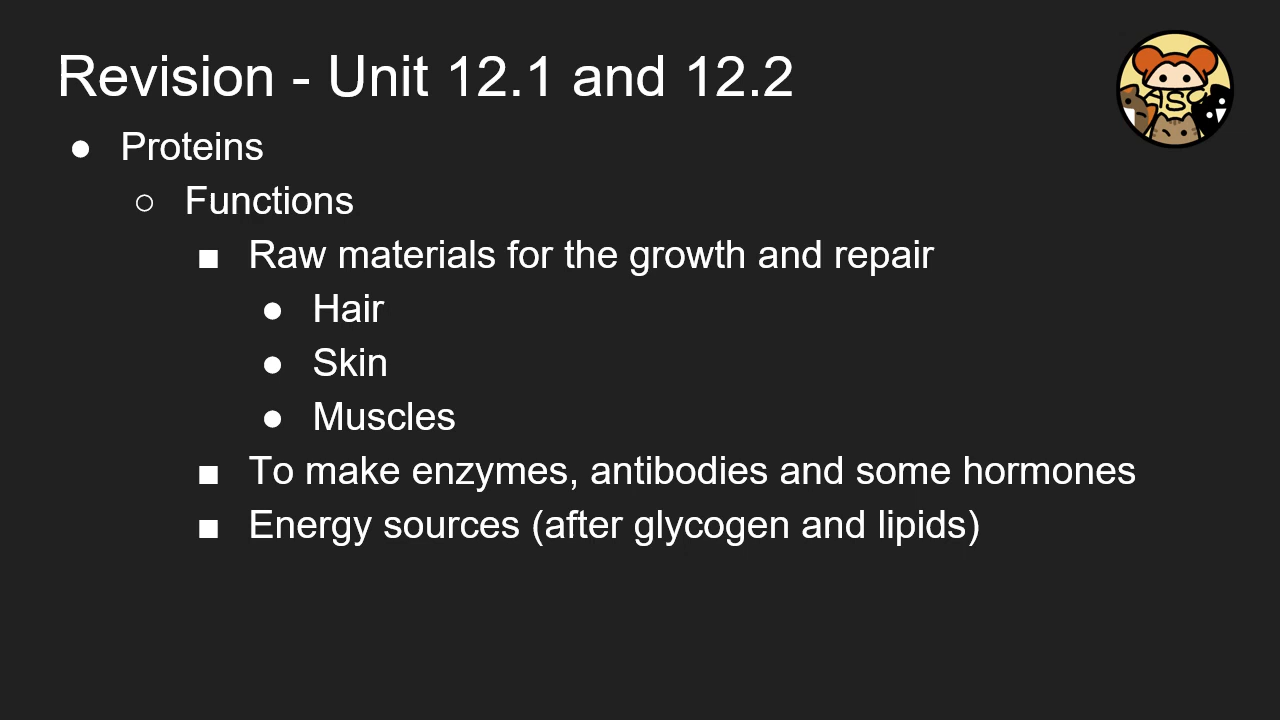 Revision - Unit 12.1 and 12.2
● Proteins
○ Functions
■ Raw materials for the growth and repair
● Hair
● Skin
● Muscles
■ To make enzymes, antibodies and some hormones
■ Energy sources (after glycogen and lipids)